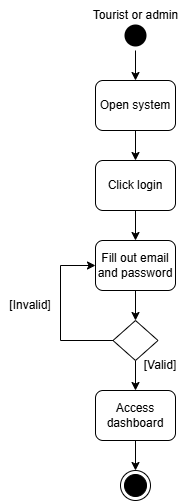 Tourist or admin
Open system
Click login
Fill out email
and password
[Invalid]
[Valid]
Access
dashboard